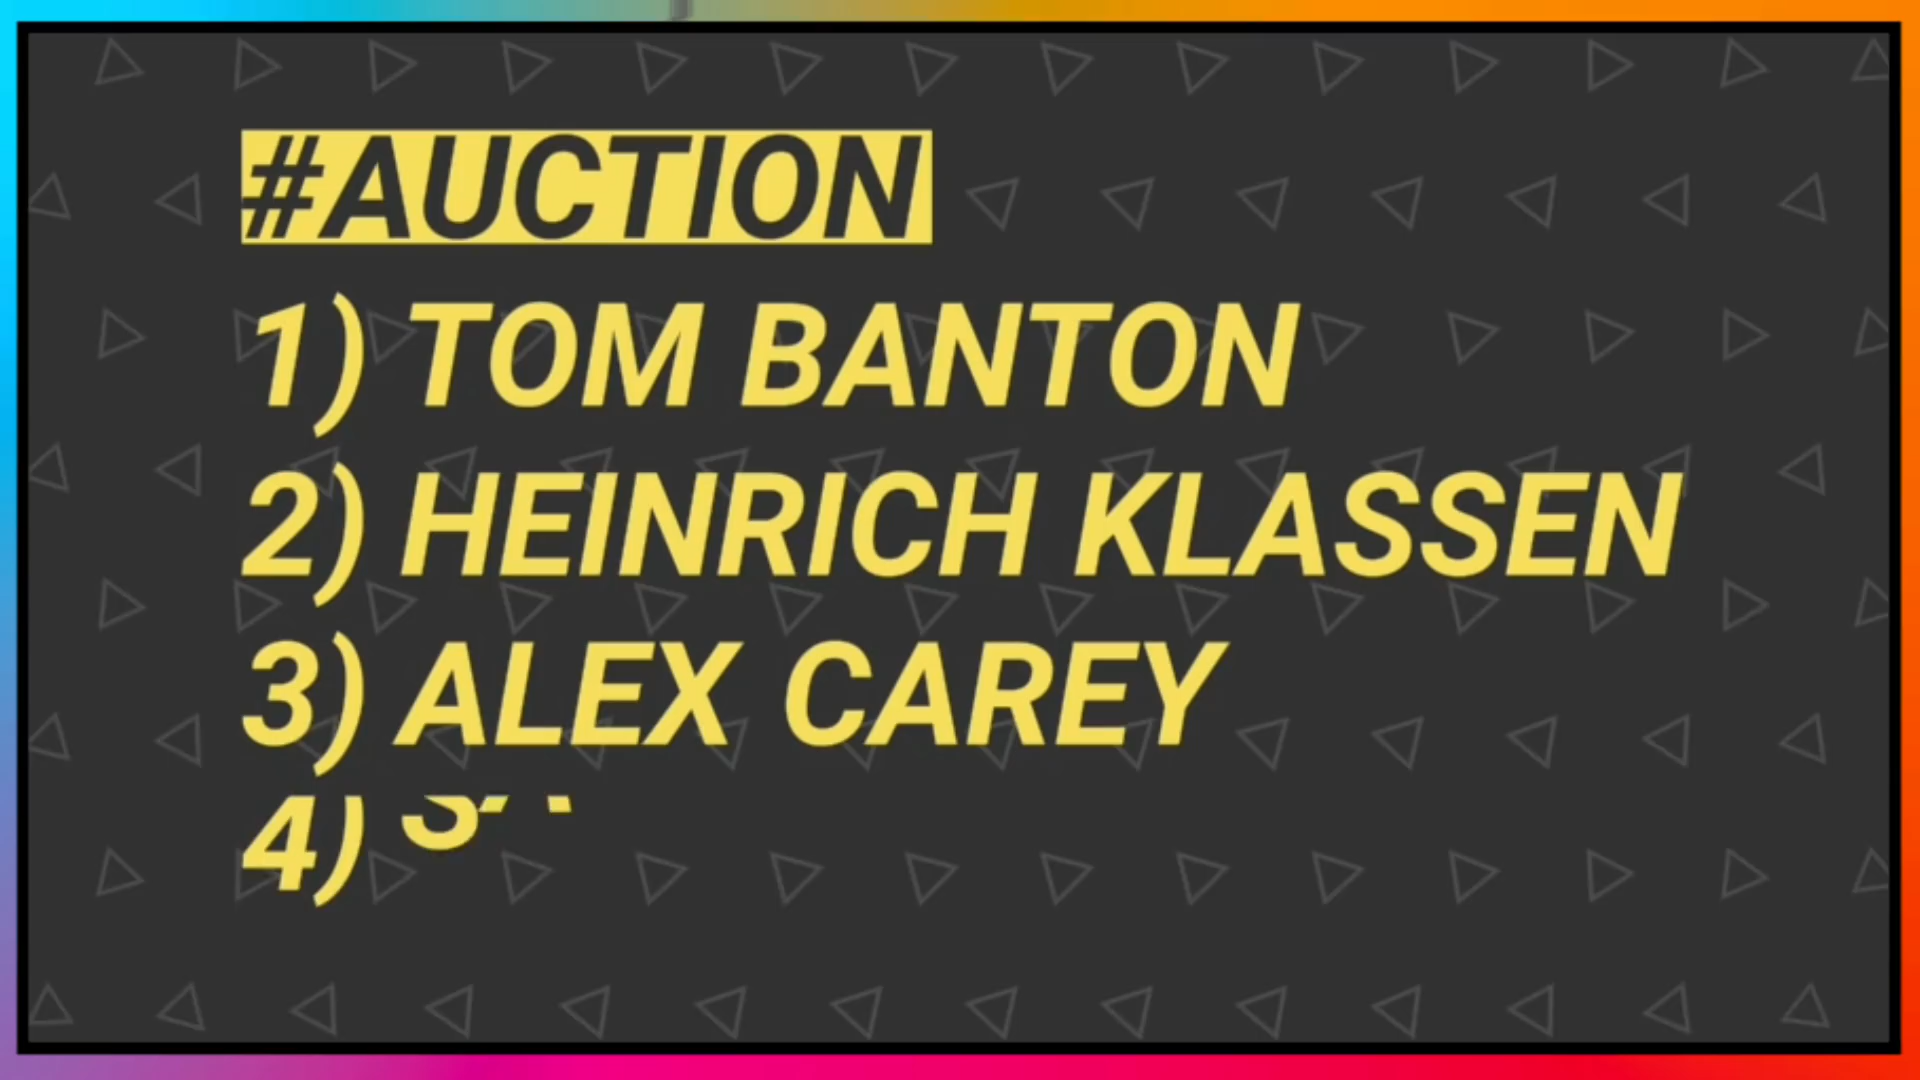 #AUCTION
1) TOM BANTON
2) HEINRICH KLASSEN
3) ALEX CAREY
4)